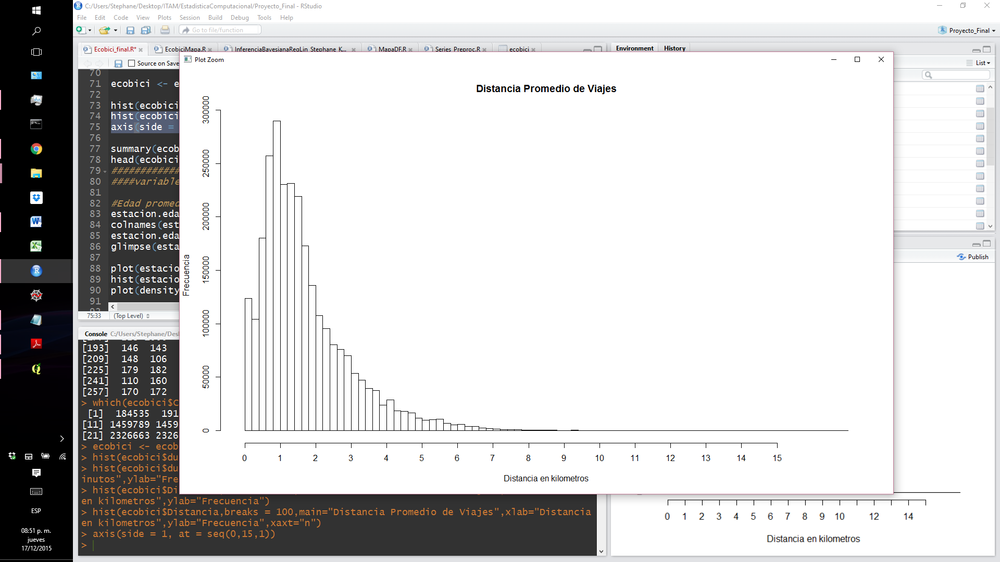 C:/Users/Stephane/Desktop/ITAM/EstadisticaComputacional/Proyecto_Final - RStudio
File Edit Code View Plots Session Build Debug Tools Help
Go to file/function
Proyecto_Final
Ecobici_final.R* EcobiciMapa.R InferenciaBayesianaRegLin_Stephane_K... MapaDF.R Series_Preproc.R ecobici
Environment History
Source on Save
List
Plot Zoom
70
71 ecobici <- e
72
73 hist(ecobici
74 hist(ecobici
75 axis(side =
76
77 summary(ecob
78 head(ecobici
79 ############
80 ####variable
81
82 #Edad promed
83 estacion.eda
84 colnames(est
85 estacion.eda
86 glimpse(esta
87
88 plot(estacio
89 hist(estacio
90 plot(density
91
75:33 (Top Level)
Distancia Promedio de Viajes
Frecuencia
300000
250000
200000
150000
100000
50000
0
0 1 2 3 4 5 6 7 8 9 10 11 12 13 14 15
Distancia en kilometros
Publish
0 1 2 3 4 5 6 7 8 9 10 12 14
Distancia en kilometros
Console C:/Users/Stephane/Des
[193] 146 143
[209] 148 106
[225] 179 182
[241] 110 160
[257] 170 172
> which(ecobici$C
[1] 184535 191
[11] 1459789 1459
[21] 2326663 2326
> ecobici <- ecob
> hist(ecobici$du
> hist(ecobici$du
inutos",ylab="Fre
> hist(ecobici$Di
en kilometros",ylab="Frecuencia")
> hist(ecobici$Distancia,breaks = 100,main="Distancia Promedio de Viajes",xlab="Distancia
en kilometros",ylab="Frecuencia",xaxt="n")
> axis(side = 1, at = seq(0,15,1))
>
ESP
08:51 p. m.
jueves
17/12/2015